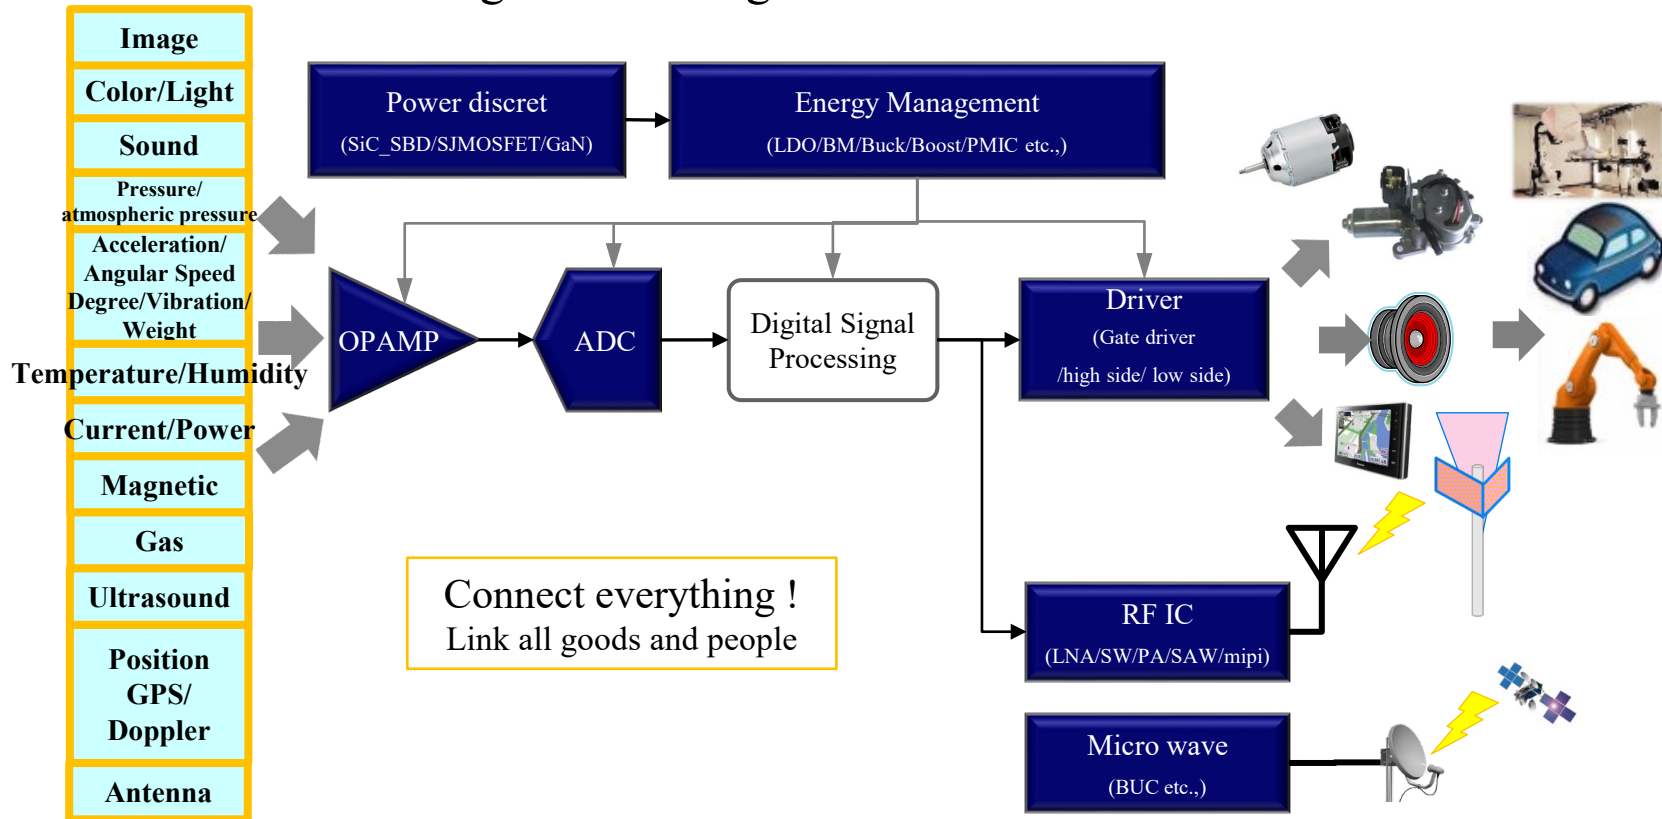 Image
Color/Light
Sound
Pressure/
atmospheric pressure
Acceleration/
Angular Speed
Degree/Vibration/
Weight
Temperature/Humidity
Current/Power
Magnetic
Gas
Ultrasound
Position
GPS/
Doppler
Antenna
Power discret
(SiC_SBD/SJMOSFET/GaN)
Energy Management
(LDO/BM/Buck/Boost/PMIC etc.,)
OPAMP
ADC
Digital Signal
Processing
Driver
(Gate driver
/high side/ low side)
Connect everything !
Link all goods and people
RF IC
(LNA/SW/PA/SAW/mipi)
Micro wave
(BUC etc.,)